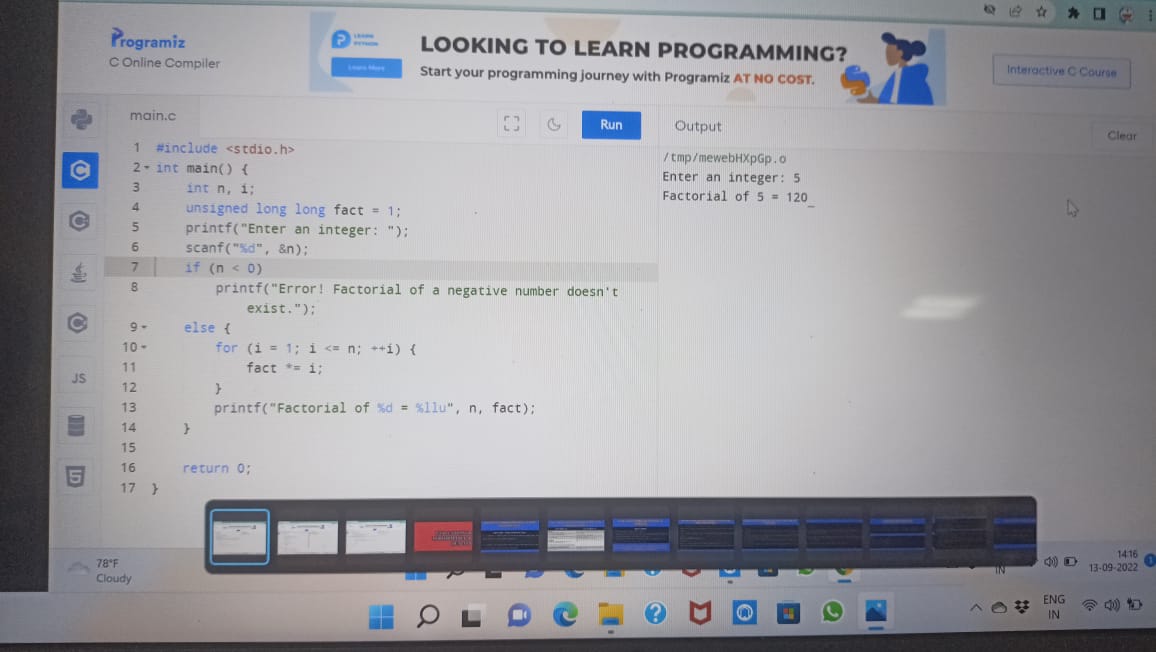 Programiz
C Online Compiler
LEARN
PYTHON
Learn More
LOOKING TO LEARN PROGRAMMING?
Start your programming journey with Programiz AT NO COST.
Interactive C Course
main.c
Run
Output
Clear
1 #include <stdio.h>
2 int main() {
3 int n, i;
4 unsigned long long fact = 1;
5 printf("Enter an integer: ");
6 scanf("%d", &n);
7 if (n < 0)
8 printf("Error! Factorial of a negative number doesn't
exist.");
9 else {
10 for (i = 1; i <= n; ++i) {
11 fact *= i;
12 }
13 printf("Factorial of %d = %llu", n, fact);
14 }
15
16 return 0;
17 }
/tmp/mewebHXpGp.o
Enter an integer: 5
Factorial of 5 = 120_
JS
5
78°F
Cloudy
IN
14:16
13-09-2022
1
ENG
IN